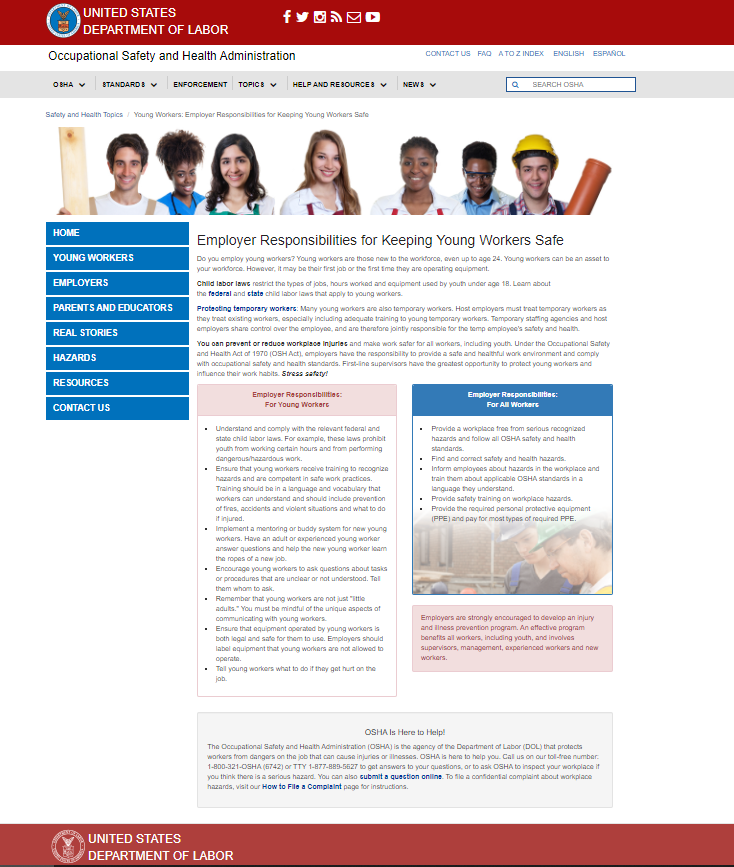 UNITED STATES
DEPARTMENT OF LABOR
Occupational Safety and Health Administration
CONTACT US FAQ A TO Z INDEX ENGLISH ESPAÑOL
OSHA STANDARDS ENFORCEMENT TOPICS HELP AND RESOURCES NEWS SEARCH OSHA
Safety and Health Topics / Young Workers: Employer Responsibilities for Keeping Young Workers Safe
HOME
YOUNG WORKERS
EMPLOYERS
PARENTS AND EDUCATORS
REAL STORIES
HAZARDS
RESOURCES
CONTACT US
Employer Responsibilities for Keeping Young Workers Safe
Do you employ young workers? Young workers are those new to the workforce, even up to age 24. Young workers can be an asset to
your workforce. However, it may be their first job or the first time they are operating equipment.
Child labor laws restrict the types of jobs, hours worked and equipment used by youth under age 18. Learn about
the federal and state child labor laws that apply to young workers.
Protecting temporary workers: Many young workers are also temporary workers. Host employers must treat temporary workers as
they treat existing workers, especially including adequate training to young temporary workers. Temporary staffing agencies and host
employers share control over the employee, and are therefore jointly responsible for the temp employee's safety and health.
You can prevent or reduce workplace injuries and make work safer for all workers, including youth. Under the Occupational Safety
and Health Act of 1970 (OSH Act), employers have the responsibility to provide a safe and healthful work environment and comply
with occupational safety and health standards. First-line supervisors have the greatest opportunity to protect young workers and
influence their work habits. Stress safety!
Employer Responsibilities:
For Young Workers
• Understand and comply with the relevant federal and
state child labor laws. For example, these laws prohibit
youth from working certain hours and from performing
dangerous/hazardous work.
• Ensure that young workers receive training to recognize
hazards and are competent in safe work practices.
Training should be in a language and vocabulary that
workers can understand and should include prevention
of fires, accidents and violent situations and what to do
if injured.
• Implement a mentoring or buddy system for new young
workers. Have an adult or experienced young worker
answer questions and help the new young worker learn
the ropes of a new job.
• Encourage young workers to ask questions about tasks
or procedures that are unclear or not understood. Tell
them whom to ask.
• Remember that young workers are not just "little
adults." You must be mindful of the unique aspects of
communicating with young workers.
• Ensure that equipment operated by young workers is
both legal and safe for them to use. Employers should
label equipment that young workers are not allowed to
operate.
• Tell young workers what to do if they get hurt on the
job.
Employer Responsibilities:
For All Workers
• Provide a workplace free from serious recognized
hazards and follow all OSHA safety and health
standards.
• Find and correct safety and health hazards.
• Inform employees about hazards in the workplace and
train them about applicable OSHA standards in a
language they understand.
• Provide safety training on workplace hazards.
• Provide the required personal protective equipment
(PPE) and pay for most types of required PPE.
Employers are strongly encouraged to develop an injury
and illness prevention program. An effective program
benefits all workers, including youth, and involves
supervisors, management, experienced workers and new
workers.
OSHA Is Here to Help!
The Occupational Safety and Health Administration (OSHA) is the agency of the Department of Labor (DOL) that protects
workers from dangers on the job that can cause injuries or illnesses. OSHA is here to help you. Call us on our toll-free number:
1-800-321-OSHA (6742) or TTY 1-877-889-5627 to get answers to your questions, or to ask OSHA to inspect your workplace if
you think there is a serious hazard. You can also submit a question online. To file a confidential complaint about workplace
hazards, visit our How to File a Complaint page for instructions.
UNITED STATES
DEPARTMENT OF LABOR